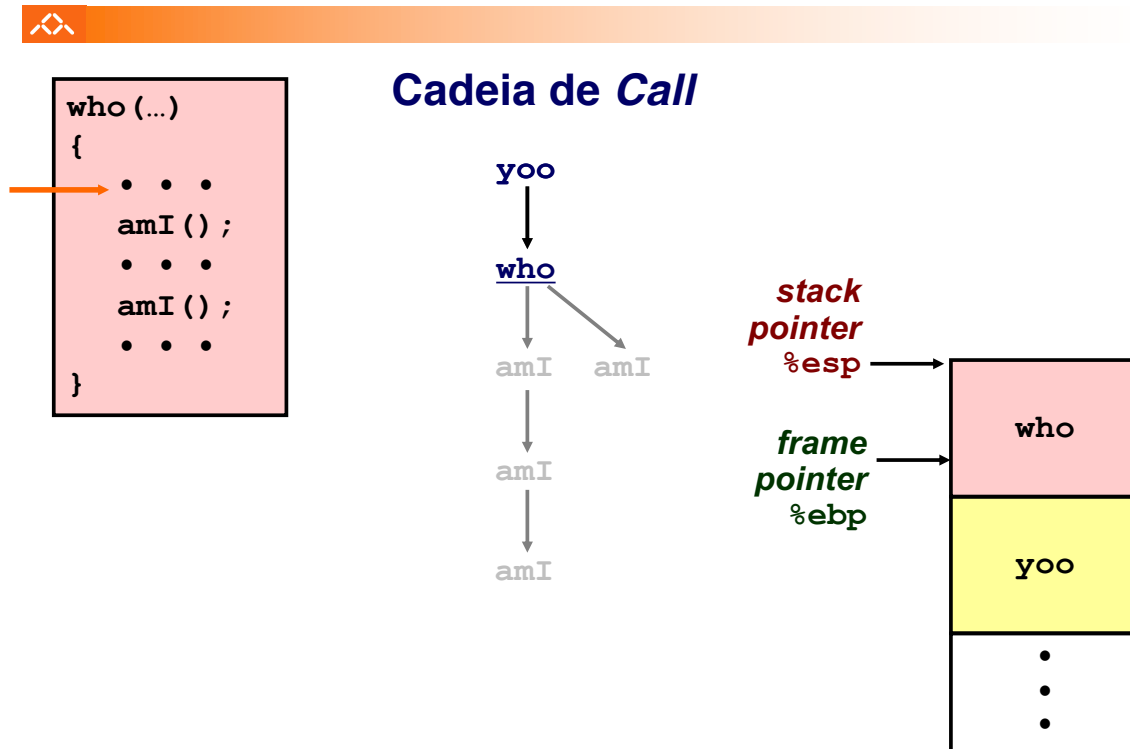 Cadeia de Call
who(…)
{
• • •
amI();
• • •
amI();
• • •
}
yoo
who
amI amI
amI
amI
stack
pointer
%esp
frame
pointer
%ebp
who
yoo
•
•
•